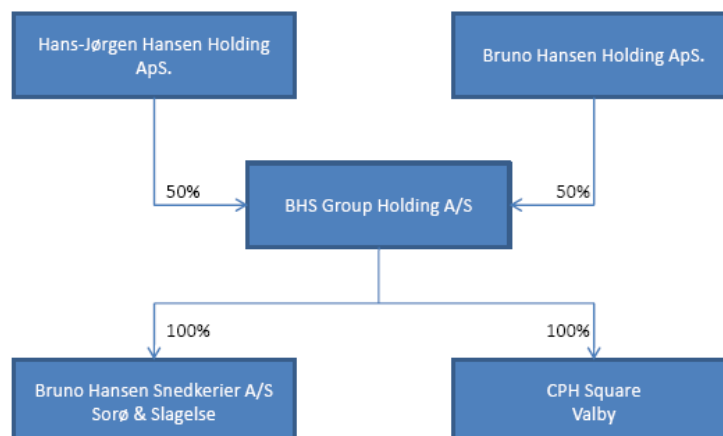 Hans-Jørgen Hansen Holding
ApS.
Bruno Hansen Holding ApS.
50%
50%
BHS Group Holding A/S
100%
100%
Bruno Hansen Snedkerier A/S
Sorø & Slagelse
CPH Square
Valby